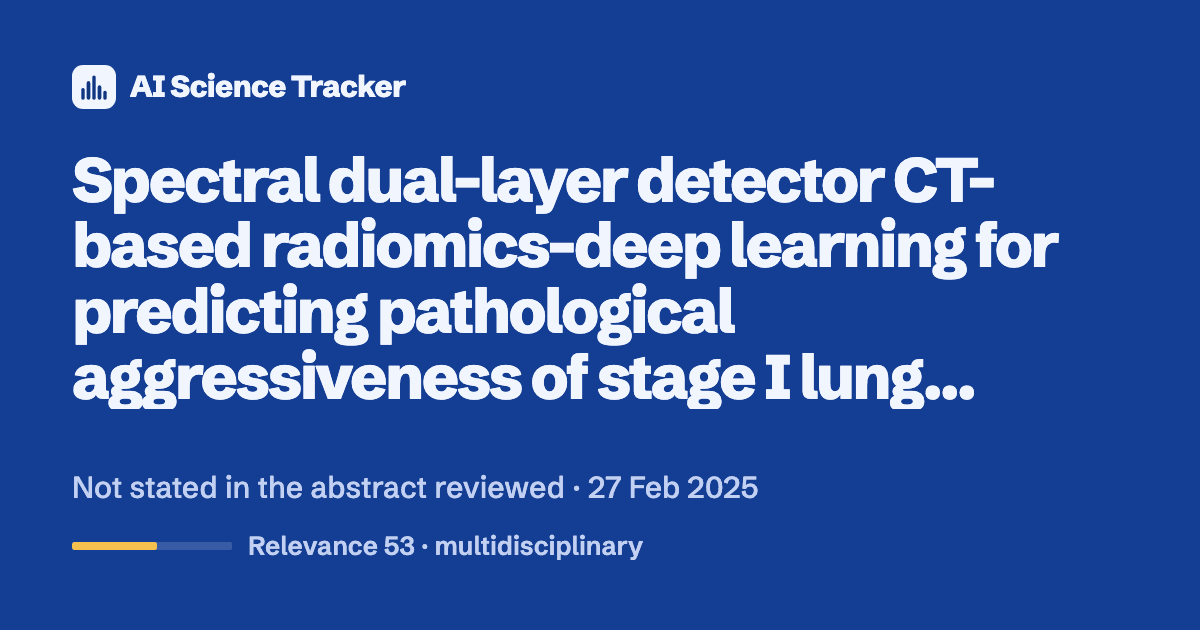 AI Science Tracker
Spectral dual-layer detector CT-
based radiomics-deep learning for
predicting pathological
aggressiveness of stage I lung...
Not stated in the abstract reviewed · 27 Feb 2025
Relevance 53 · multidisciplinary